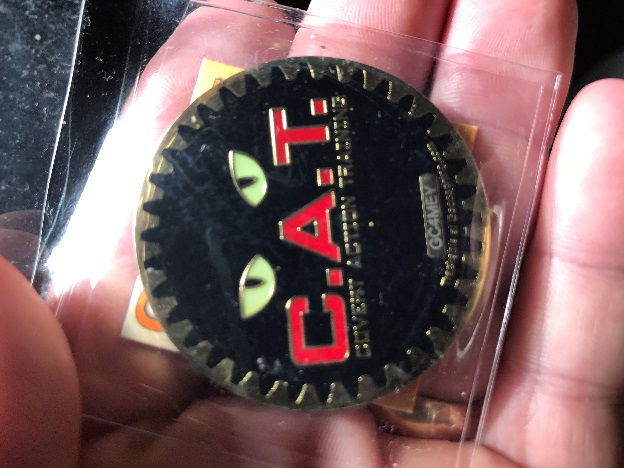 C.A.T.
COVERT ACTION TRAINING
GC4MEY